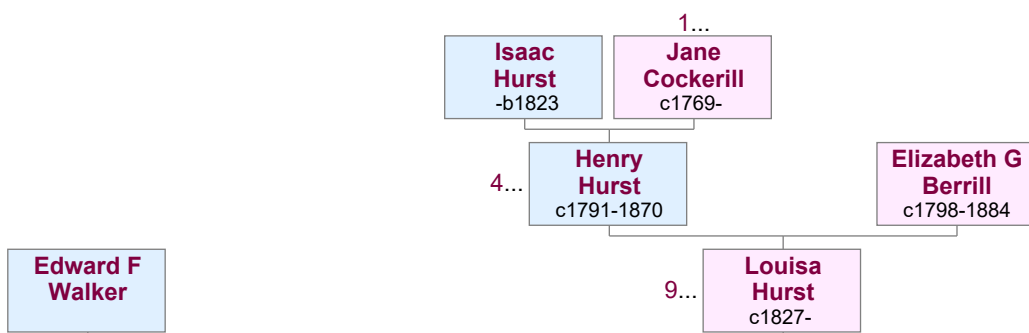 1...
Isaac
Hurst
-b1823
Jane
Cockerill
c1769-
4...
Henry
Hurst
c1791-1870
Elizabeth G
Berrill
c1798-1884
Edward F
Walker
9...
Louisa
Hurst
c1827-